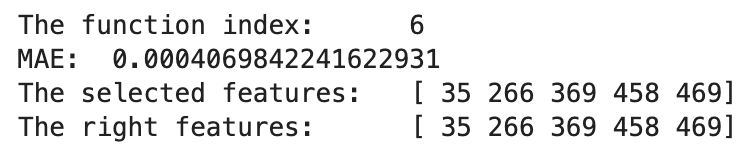 The function index: 6
MAE: 0.0004069842241622931
The selected features: [ 35 266 369 458 469]
The right features: [ 35 266 369 458 469]